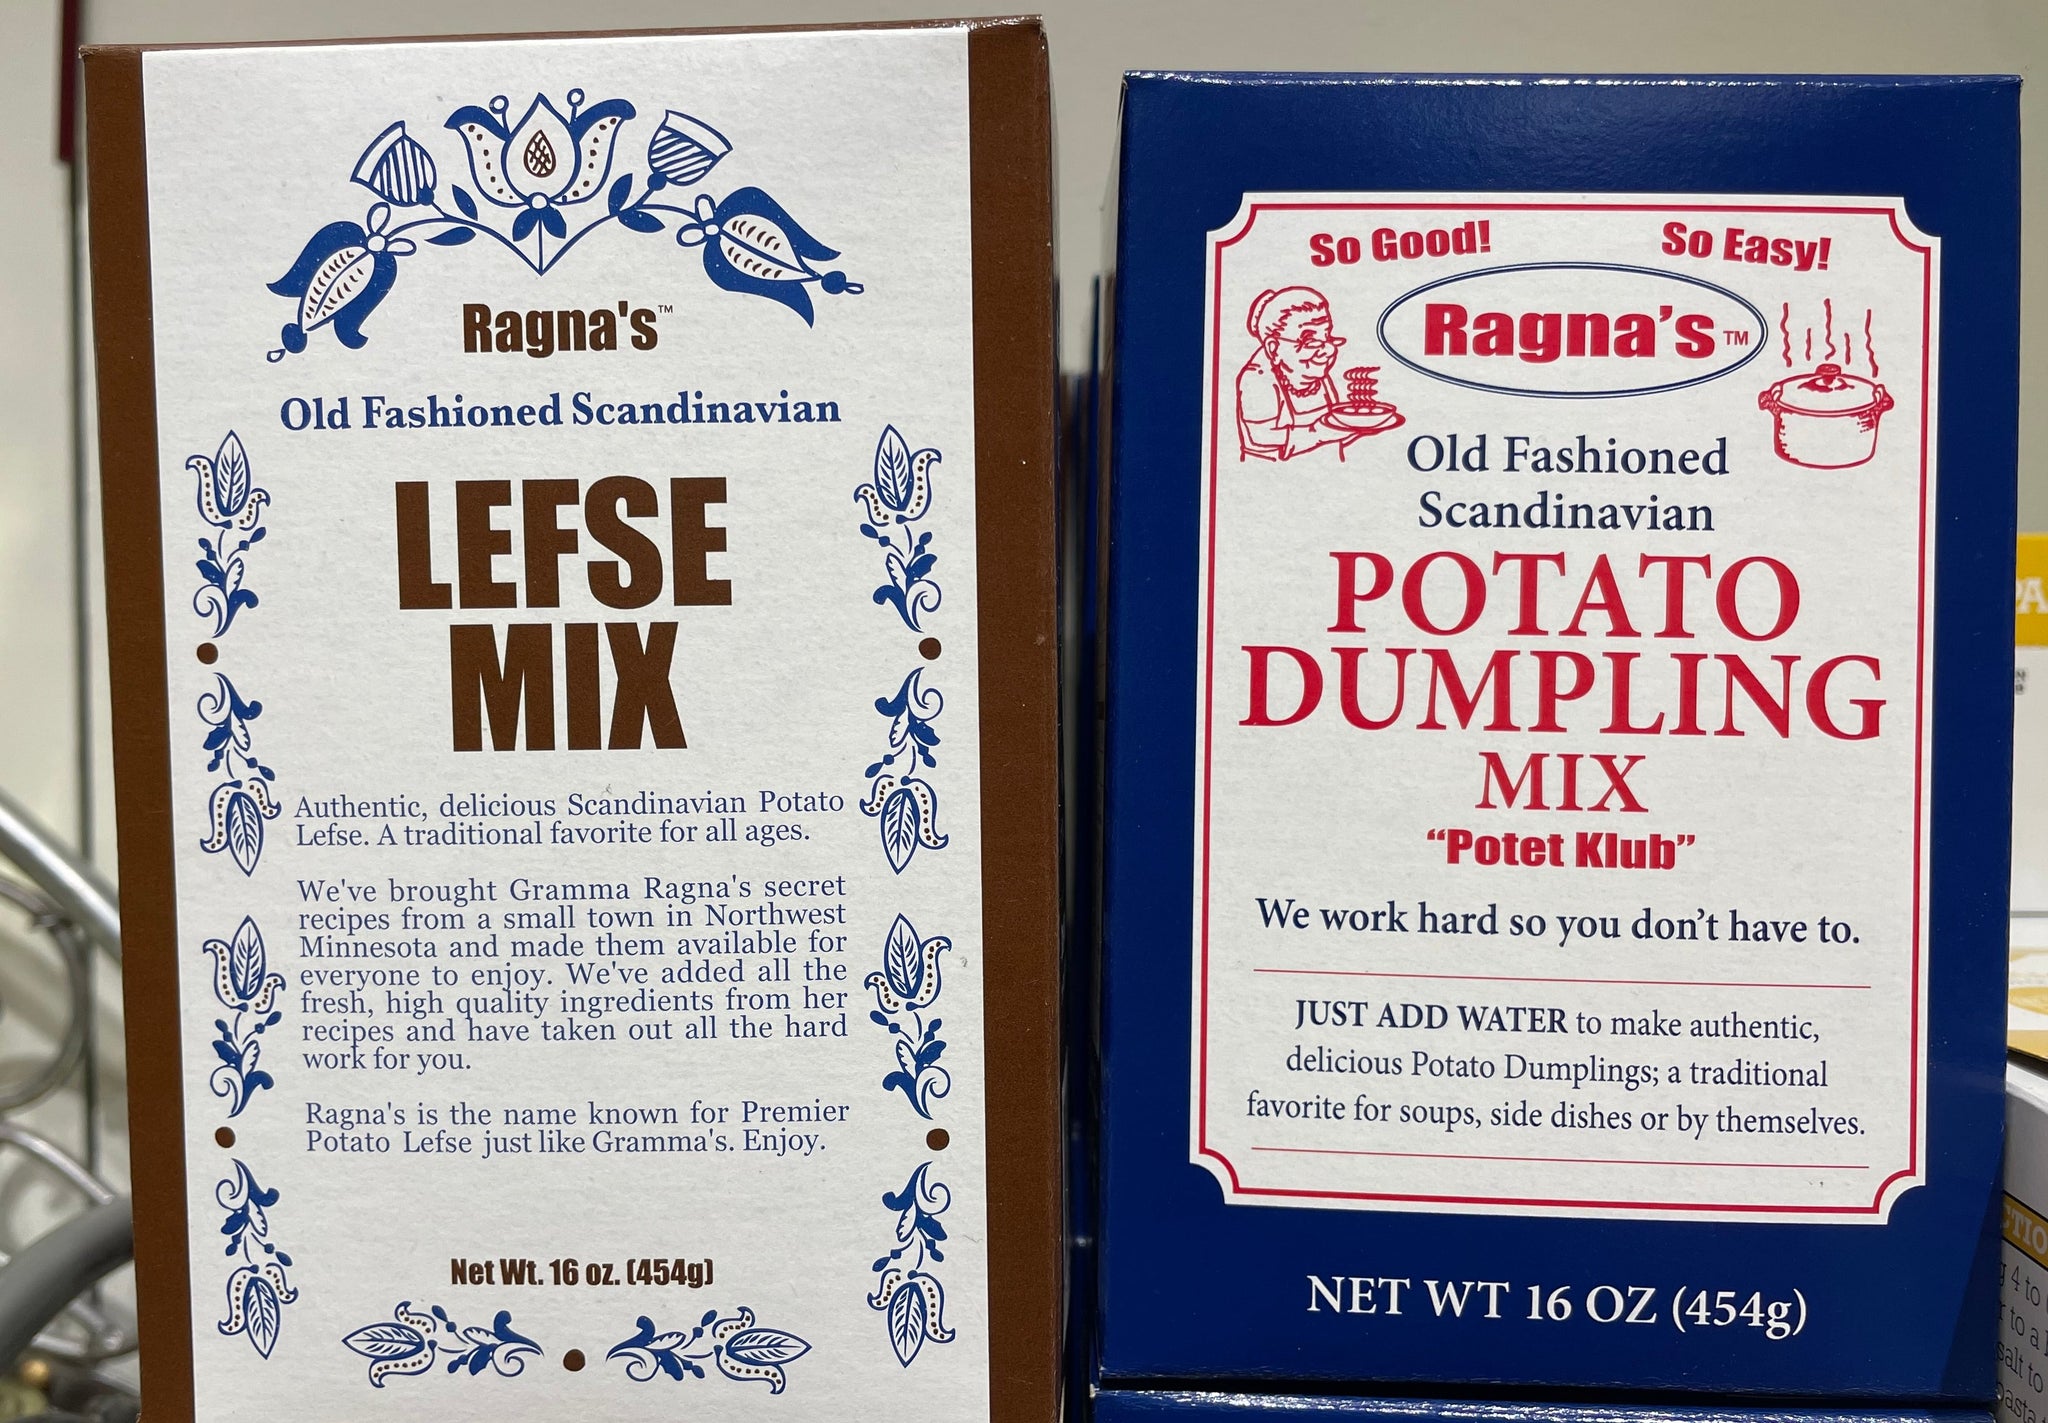 Ragna's™
Old Fashioned Scandinavian
LEFSE
MIX
Authentic, delicious Scandinavian Potato
Lefse. A traditional favorite for all ages.
We've brought Gramma Ragna's secret
recipes from a small town in Northwest
Minnesota and made them available for
everyone to enjoy. We've added all the
fresh, high quality ingredients from her
recipes and have taken out all the hard
work for you.
Ragna's is the name known for Premier
Potato Lefse just like Gramma's. Enjoy.
Net Wt. 16 oz. (454g)
So Good! So Easy!
Ragna's™
Old Fashioned
Scandinavian
POTATO
DUMPLING
MIX
“Potet Klub”
We work hard so you don't have to.
JUST ADD WATER to make authentic,
delicious Potato Dumplings; a traditional
favorite for soups, side dishes or by themselves.
NET WT 16 OZ (454g)
4 to
to a
salt to